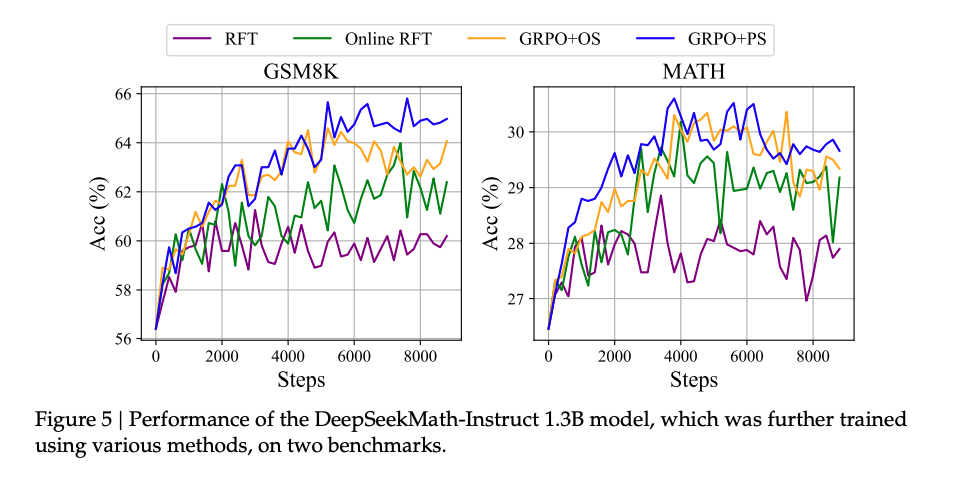 RFT Online RFT GRPO+OS GRPO+PS
GSM8K
66
64
62
60
58
56
Acc (%)
0 2000 4000 6000 8000
Steps
MATH
30
29
28
27
Acc (%)
0 2000 4000 6000 8000
Steps
Figure 5 | Performance of the DeepSeekMath-Instruct 1.3B model, which was further trained
using various methods, on two benchmarks.